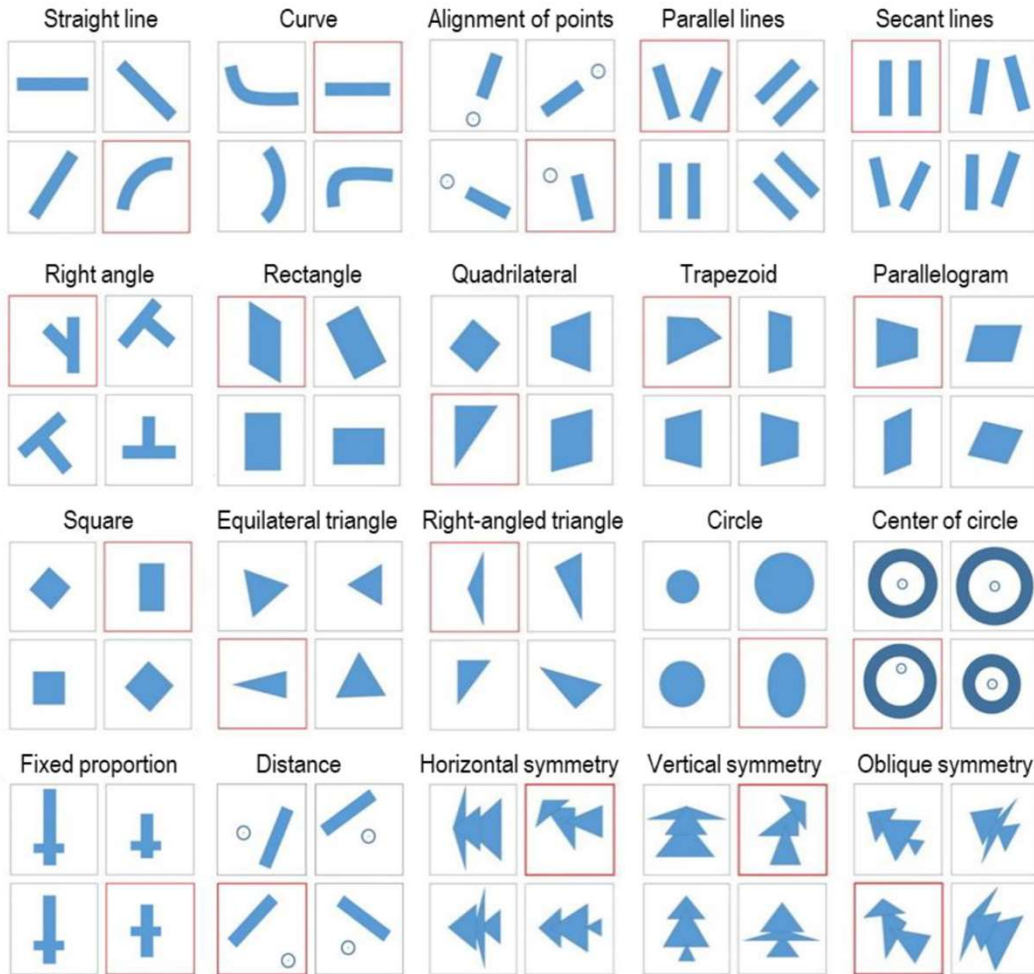 Straight line
Curve
Alignment of points
Parallel lines
Secant lines
Right angle
Rectangle
Quadrilateral
Trapezoid
Parallelogram
Square
Equilateral triangle
Right-angled triangle
Circle
Center of circle
Fixed proportion
Distance
Horizontal symmetry
Vertical symmetry
Oblique symmetry